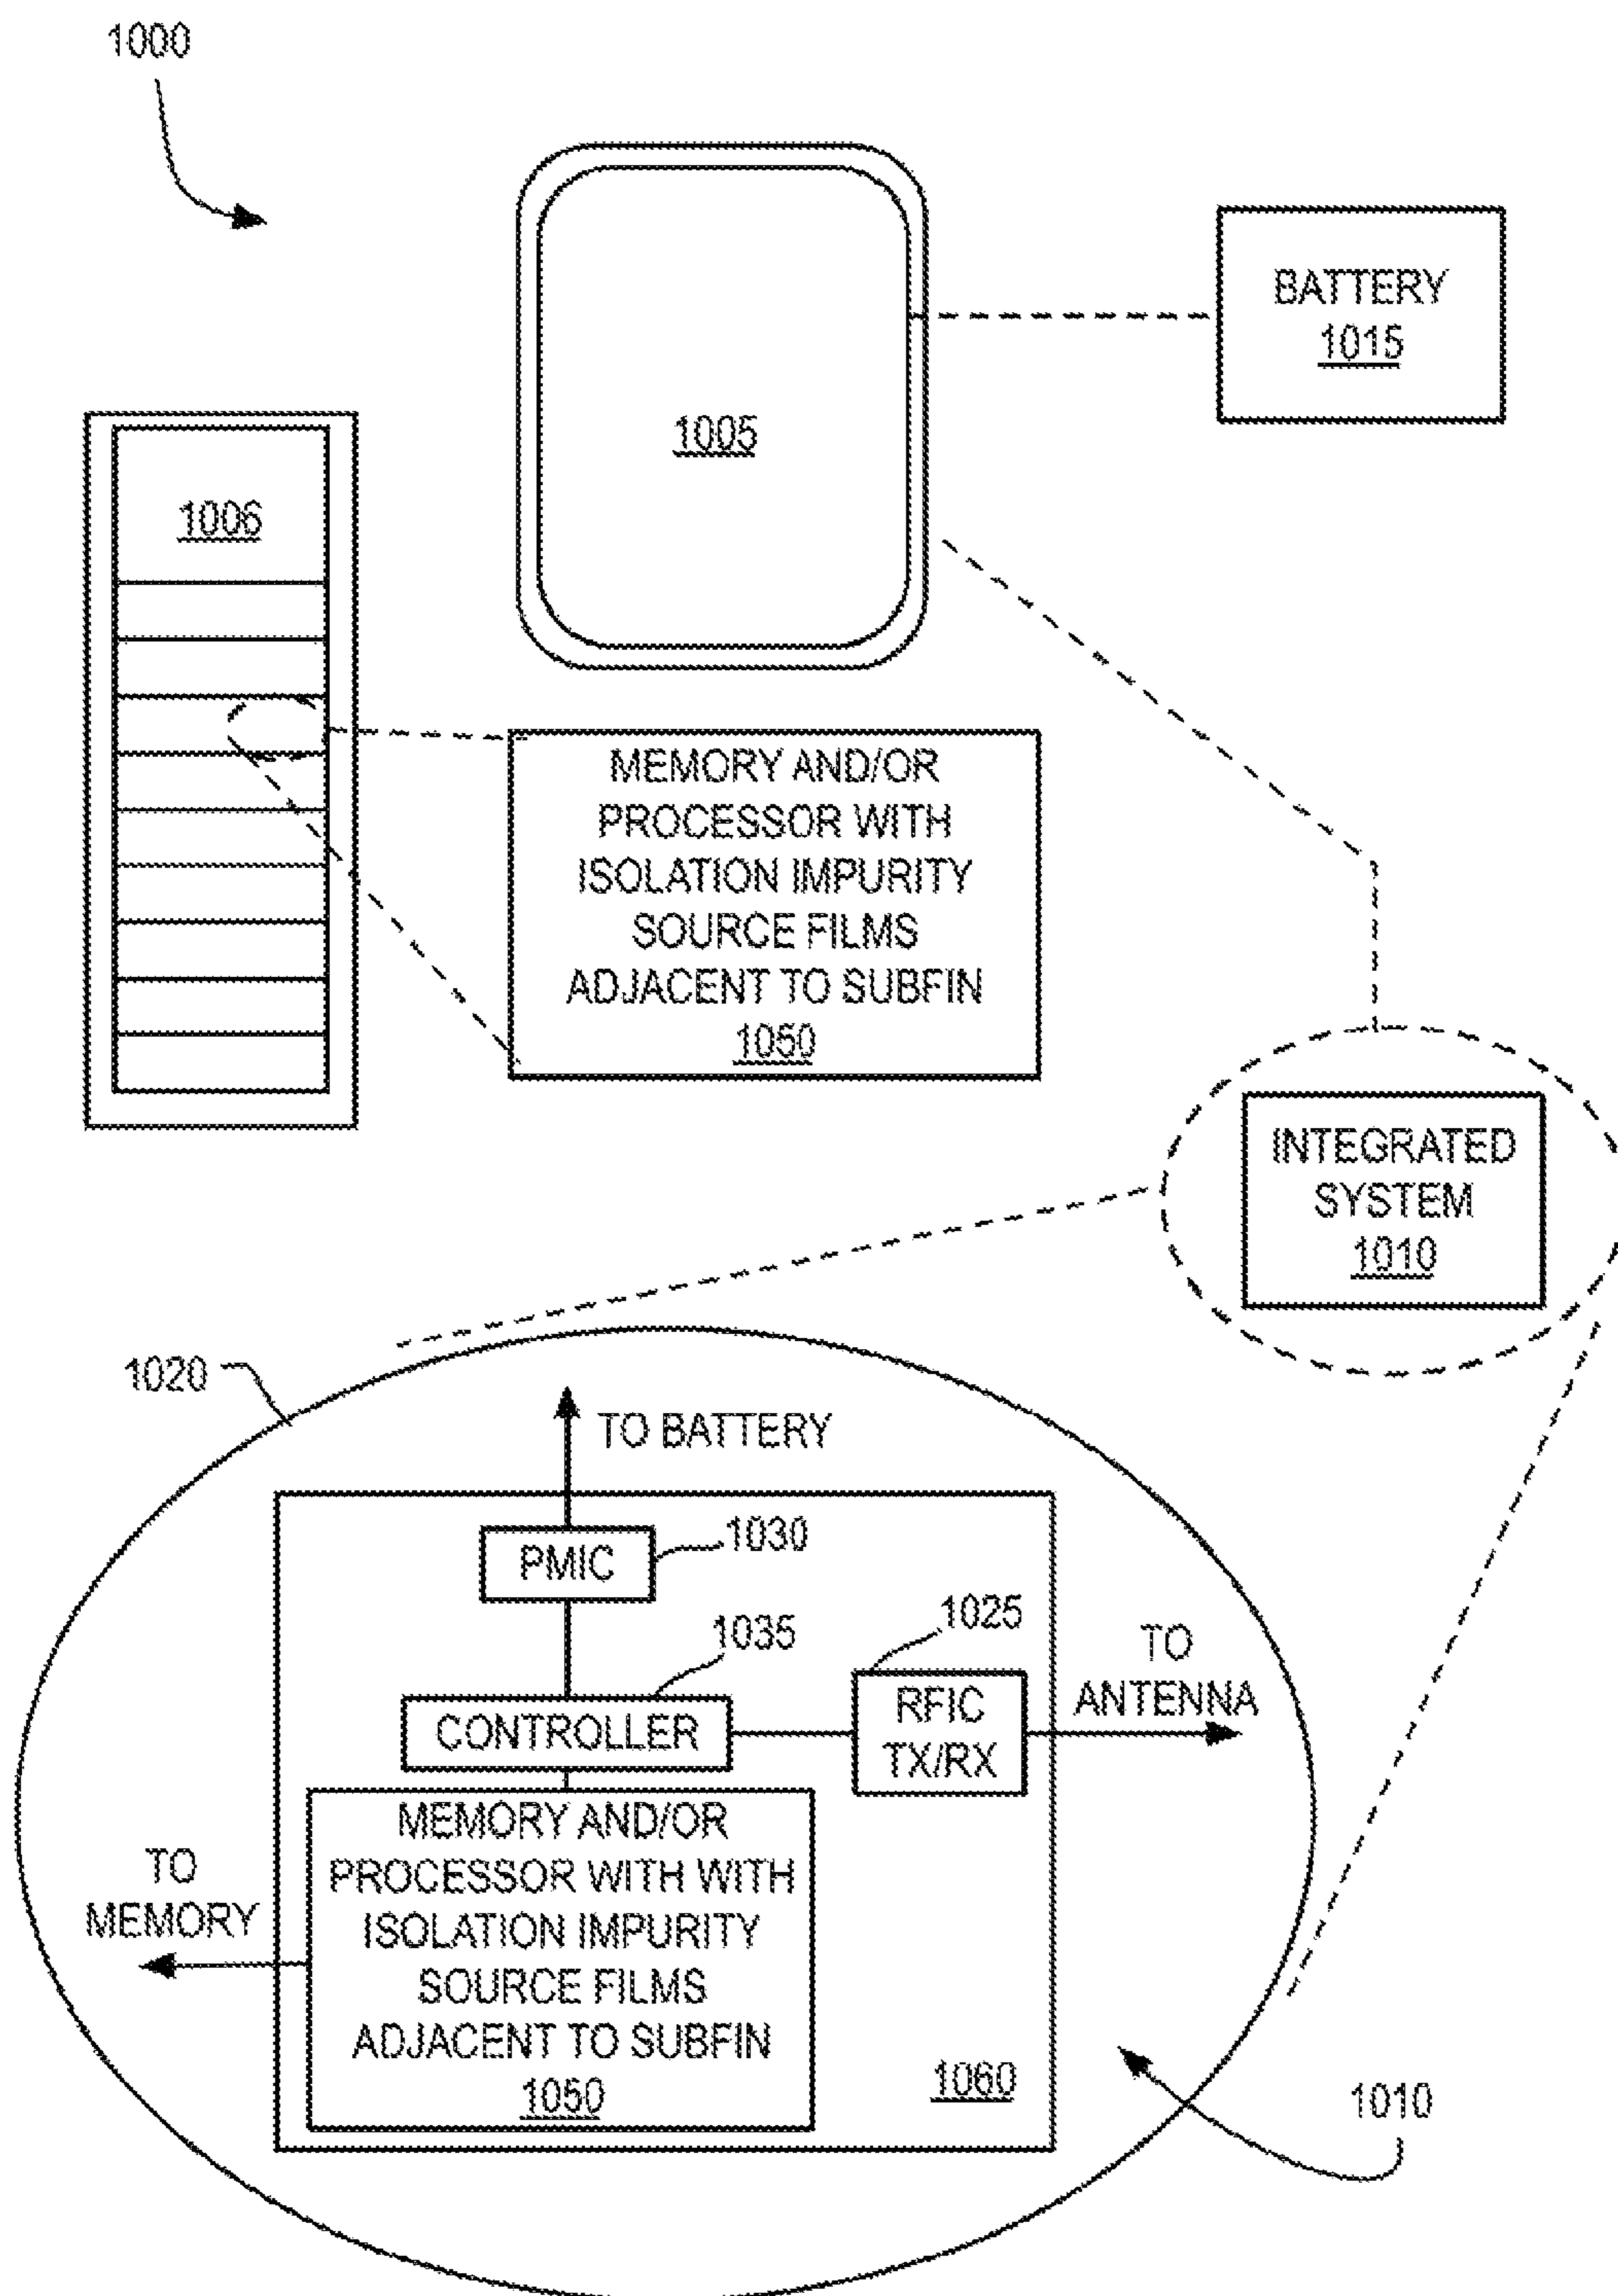 1000
BATTERY
1015
1005
1006
MEMORY AND/OR
PROCESSOR WITH
ISOLATION IMPURITY
SOURCE FILMS
ADJACENT TO SUBFIN
1050
INTEGRATED
SYSTEM
1010
1020
TO BATTERY
PMIC
1030
1035
1025
CONTROLLER
RFIC
TX/RX
TO
ANTENNA
MEMORY AND/OR
PROCESSOR WITH WITH
ISOLATION IMPURITY
SOURCE FILMS
ADJACENT TO SUBFIN
1050
TO
MEMORY
1060
1010